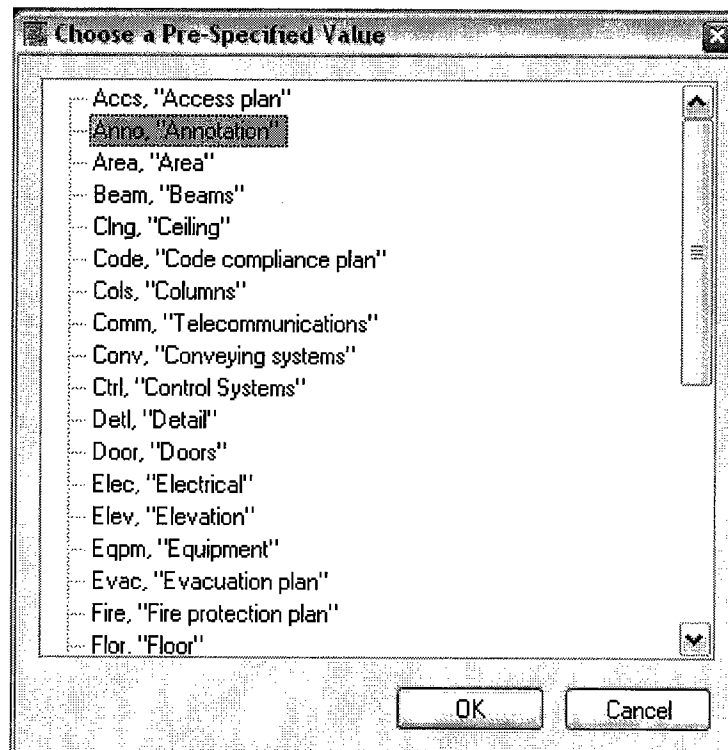 Choose a Pre-Specified Value
Accs, "Access plan"
Anno, "Annotation"
Area, "Area"
Beam, "Beams"
Clng, "Ceiling"
Code, "Code compliance plan"
Cols, "Columns"
Comm, "Telecommunications"
Conv, "Conveying systems"
Ctrl, "Control Systems"
Detl, "Detail"
Door, "Doors"
Elec, "Electrical"
Elev, "Elevation"
Eqpm, "Equipment"
Evac, "Evacuation plan"
Fire, "Fire protection plan"
Flor. "Floor"
OK Cancel